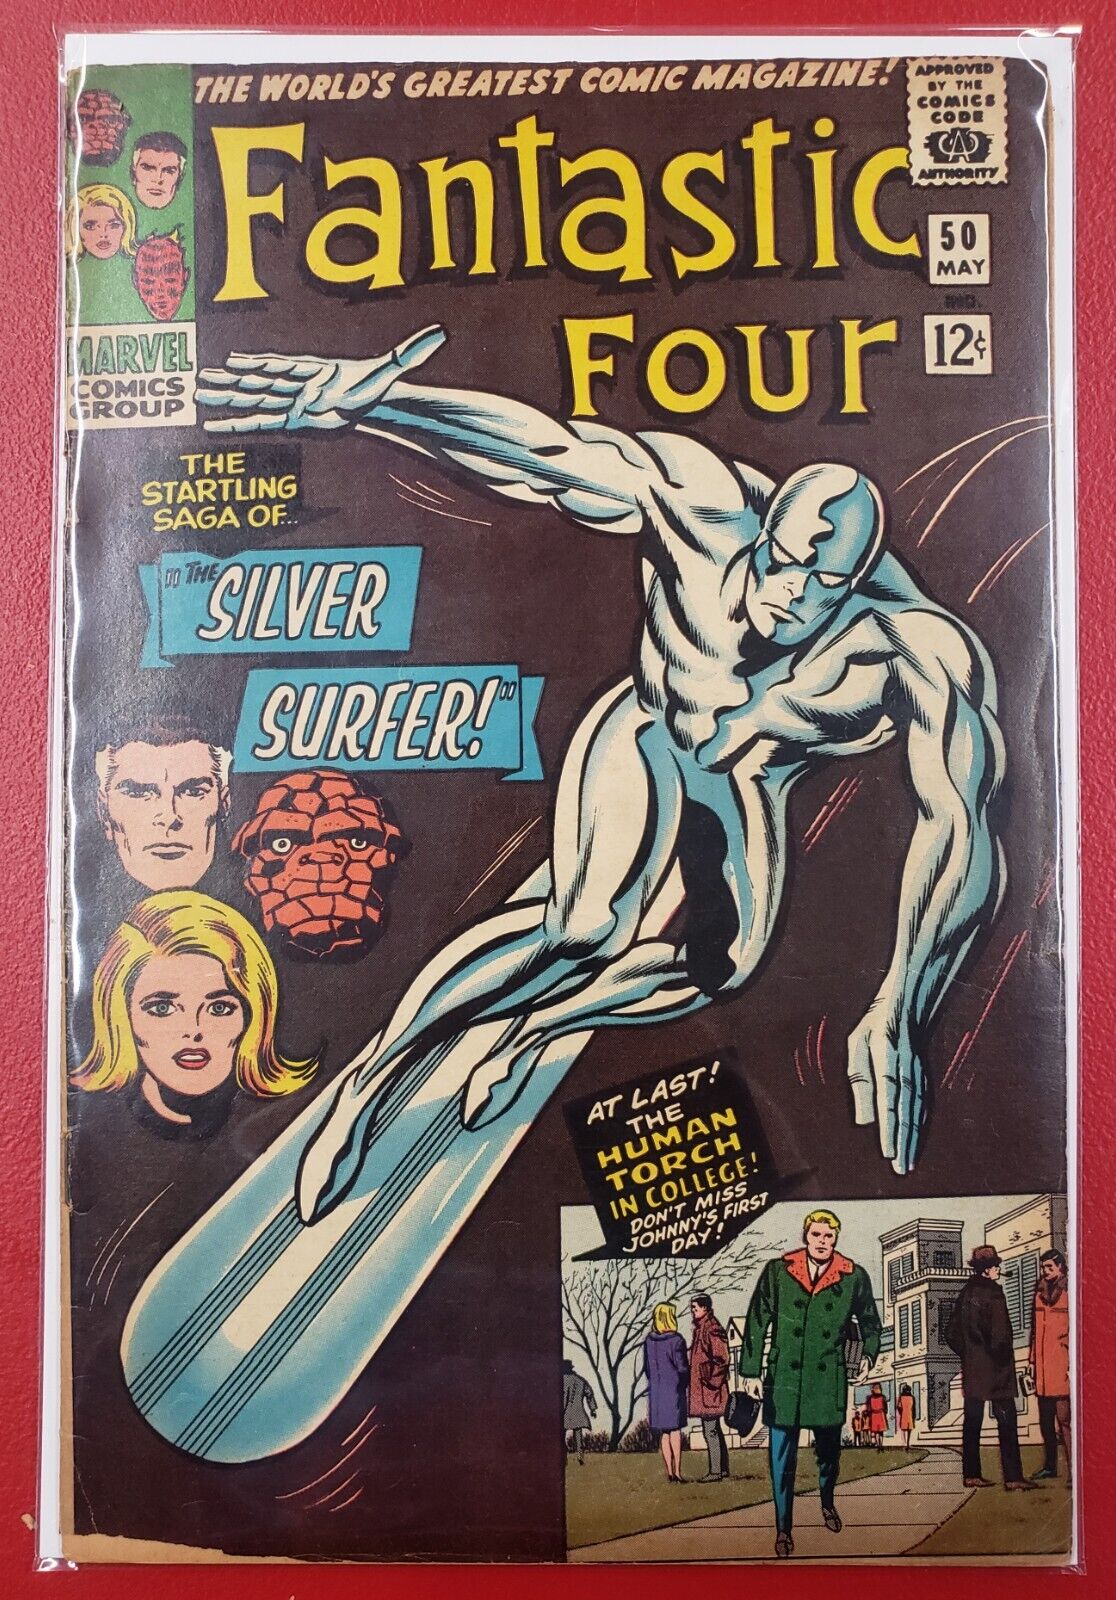 THE WORLD'S GREATEST COMIC MAGAZINE!
APPROVED
BY THE
COMICS
CODE
CA
AUTHORITY
Fantastic
Four
50
MAY
IND.
12¢
MARVEL
COMICS
GROUP
THE
STARTLING
SAGA OF...
"THE
SILVER
SURFER!"
AT LAST!
THE
HUMAN
TORCH
IN COLLEGE!
DON'T MISS
JOHNNY'S FIRST
DAY!